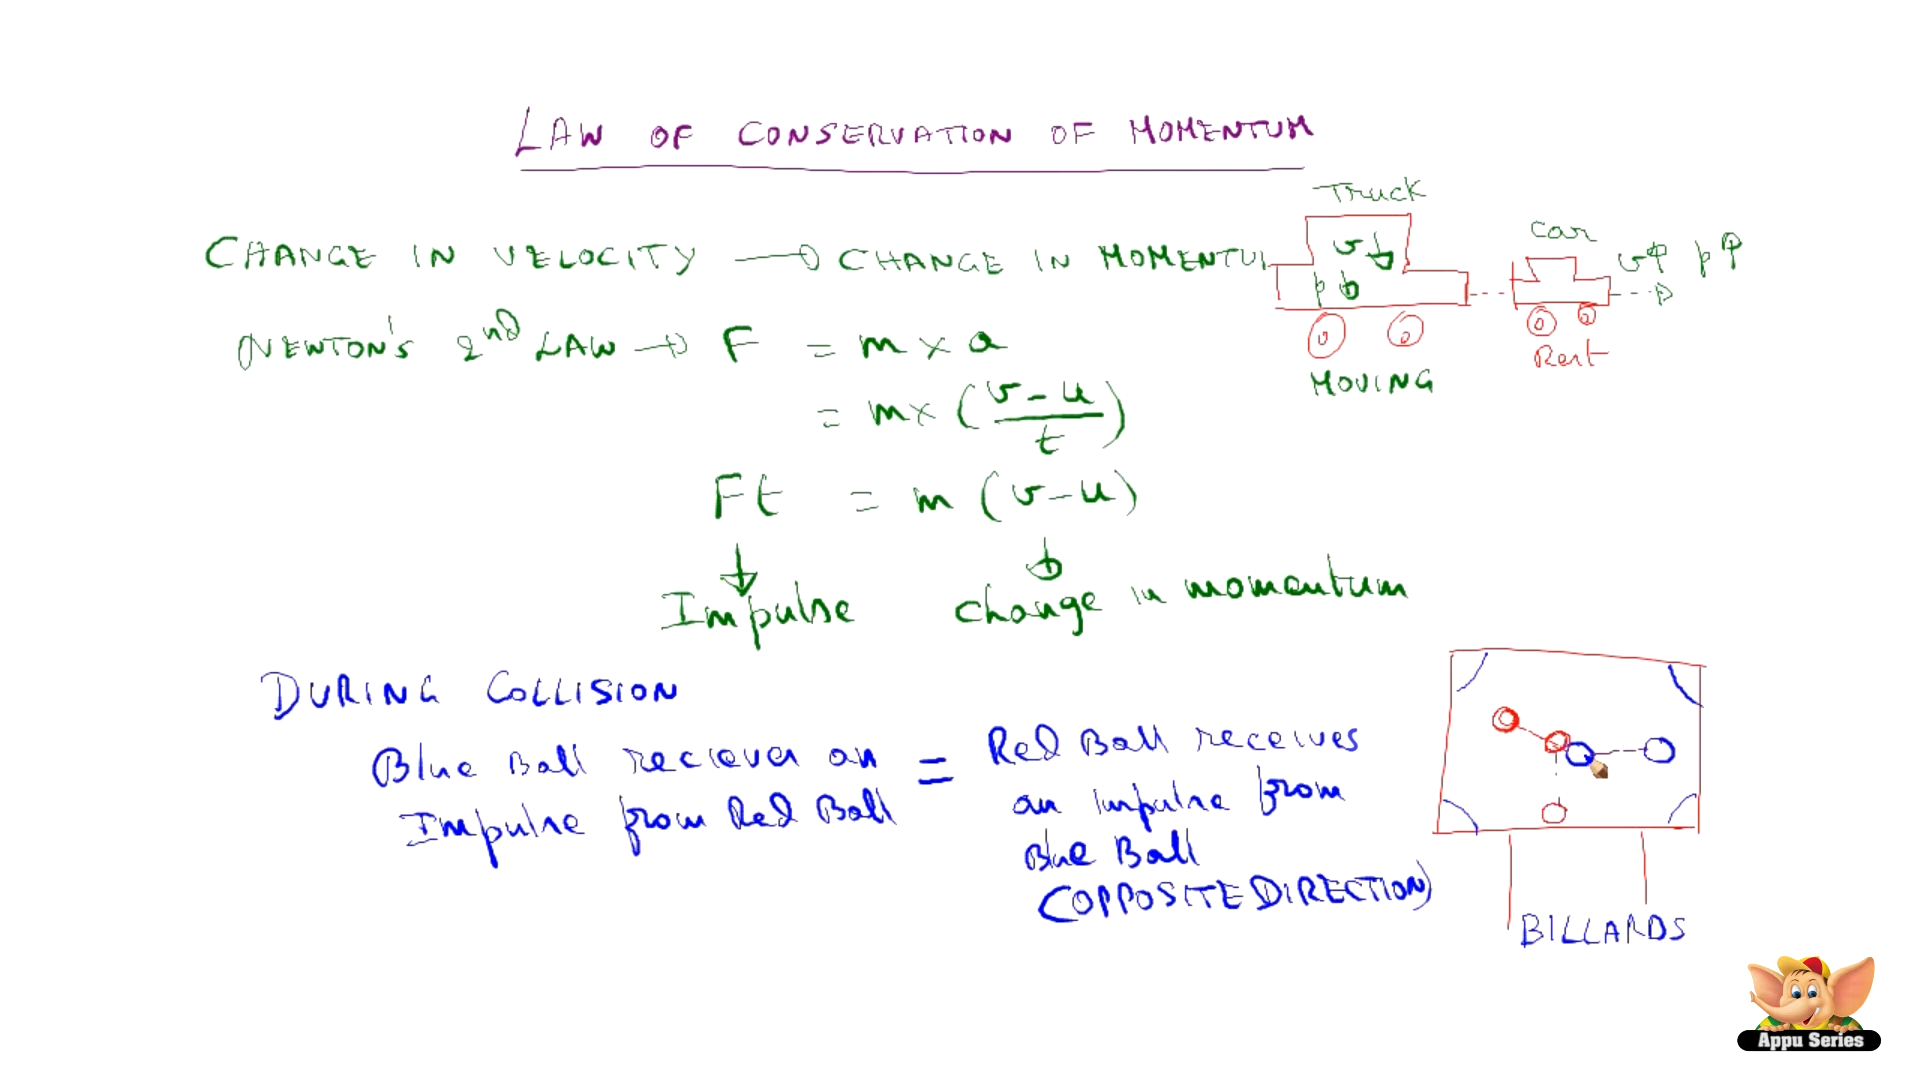 LAW OF CONSERVATION OF MOMENTUM
Truck
CHANGE IN VELOCITY → CHANGE IN MOMENTU
v↓
p↓
Car
v↑ p↑
NEWTON'S 2nd LAW → F = m × a
Rest
MOVING
= m× (v-u/t)
Ft = m (v-u)
Impulse change in momentum
DURING COLLISION
Blue Ball reciever an = Red Ball receives
Impulse from Red Ball
an impulse from
Blue Ball
(OPPOSITE DIRECTION)
BILLARDS
Appu Series